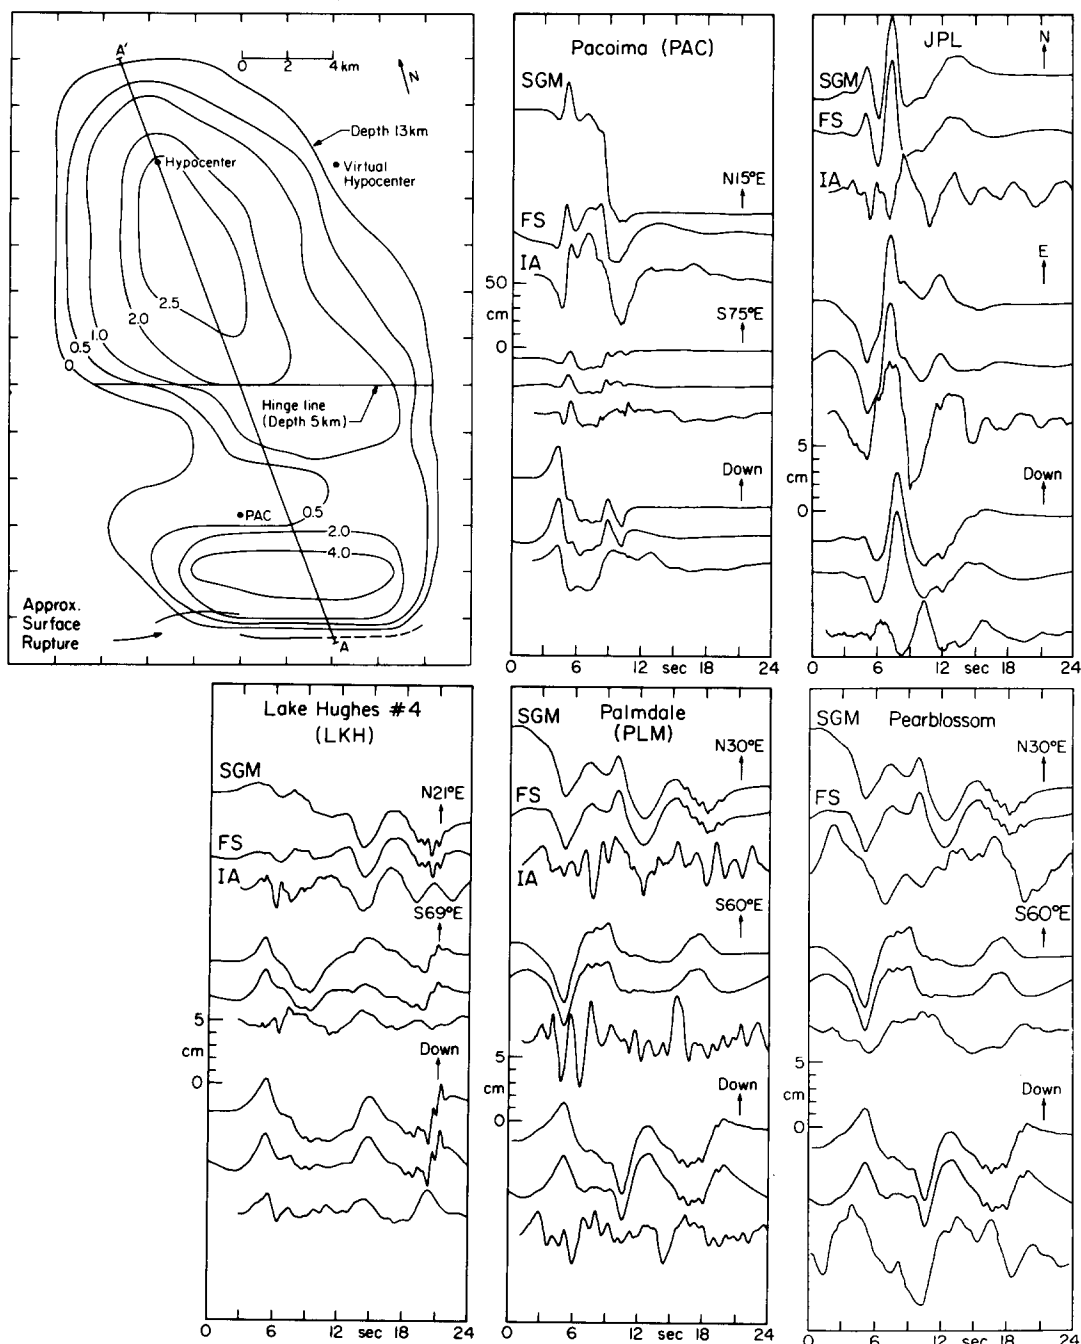 A'
0 2 4 km
N
Depth 13km
Hypocenter
Virtual
Hypocenter
2.5
2.0
1.0
0.5
0
Hinge line
(Depth 5km)
PAC
0.5
2.0
4.0
Approx.
Surface
Rupture
A
Pacoima (PAC)
SGM
N15°E
FS
IA
50
cm
0
S75°E
Down
0 6 12 sec 18 24
JPL
N
SGM
FS
IA
E
5
cm
0
Down
0 6 12 sec 18 24
Lake Hughes #4
(LKH)
SGM
N21°E
FS
IA
S69°E
5
cm
0
Down
0 6 12 sec 18 24
Palmdale
(PLM)
SGM
N30°E
FS
IA
S60°E
5
cm
0
Down
0 6 12 sec 18 24
Pearblossom
SGM
N30°E
FS
S60°E
5
cm
0
Down
0 6 12 sec 18 24